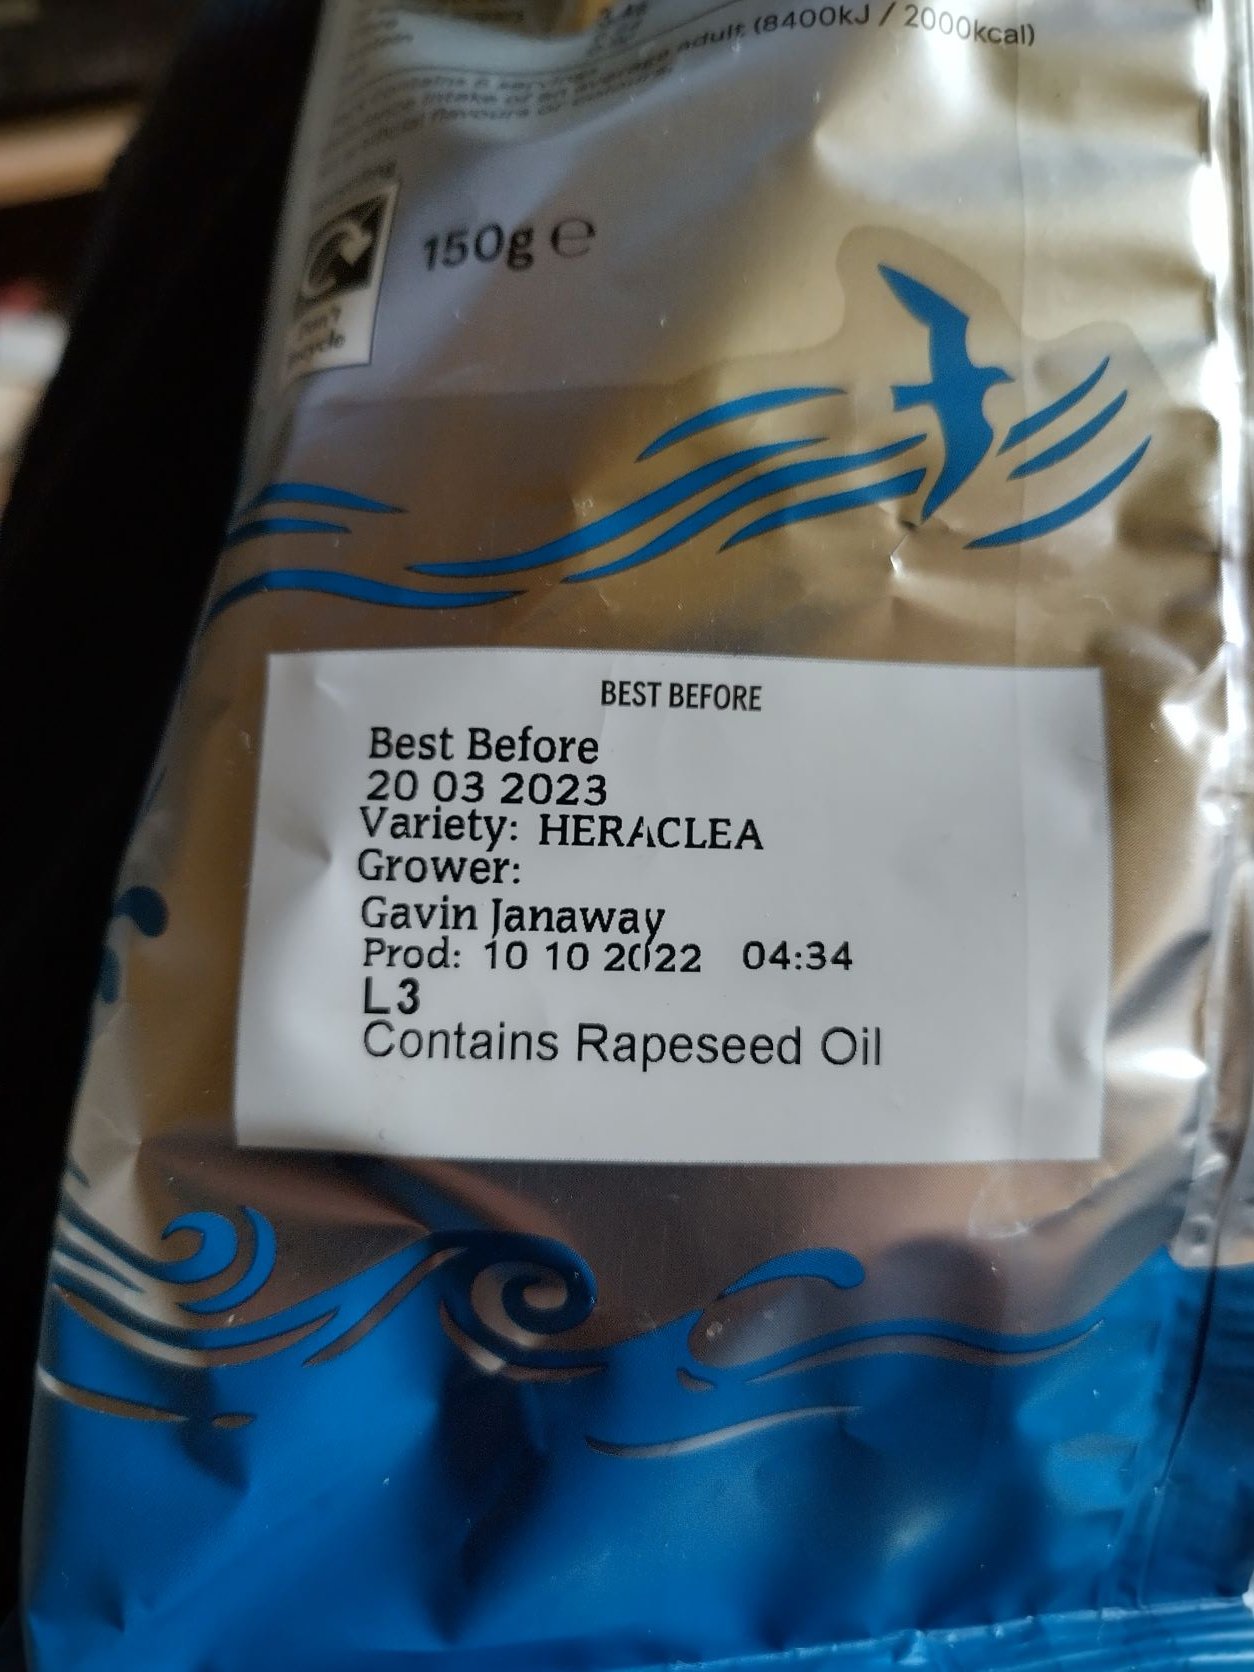 adult (8400kJ / 2000kcal)
150g e
BEST BEFORE
Best Before
20 03 2023
Variety: HERACLEA
Grower:
Gavin Janaway
Prod: 10 10 2022 04:34
L3
Contains Rapeseed Oil